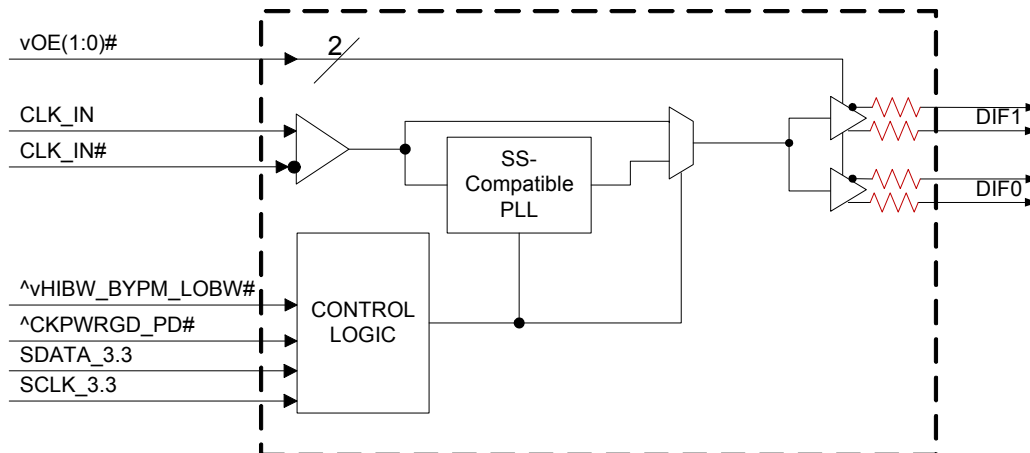 vOE(1:0)#
2
CLK_IN
CLK_IN#
SS-
Compatible
PLL
DIF1
DIF0
^vHIBW_BYPM_LOBW#
^CKPWRGD_PD#
SDATA_3.3
SCLK_3.3
CONTROL
LOGIC